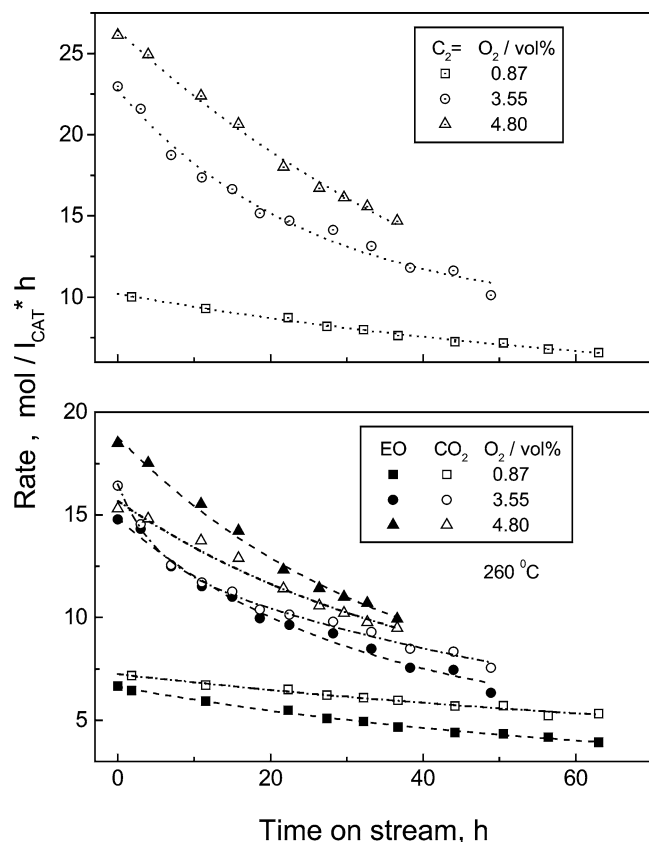 C₂= O₂ / vol%
0.87
3.55
4.80
25
20
15
10
Rate , mol / I_CAT * h
EO CO₂ O₂ / vol%
0.87
3.55
4.80
260 ⁰C
20
15
10
5
0 20 40 60
Time on stream, h